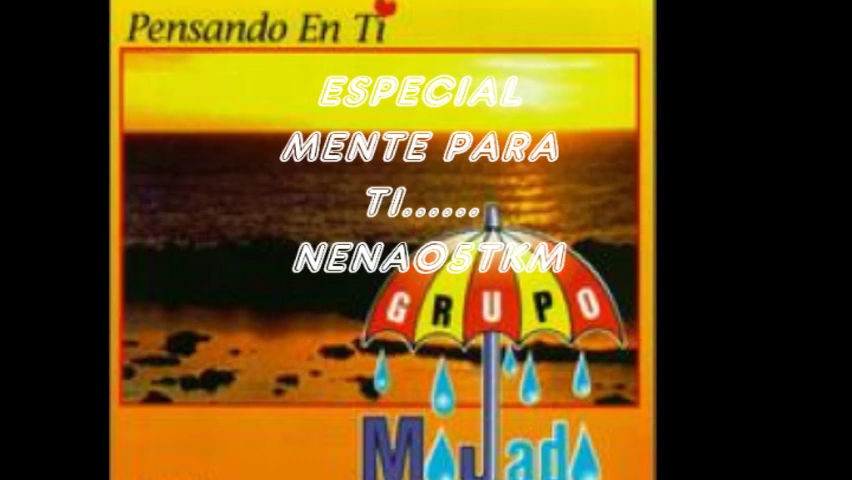 Pensando En Ti
ESPECIAL
MENTE PARA
TI......
NENA05TKM
GRUPO
Mojado